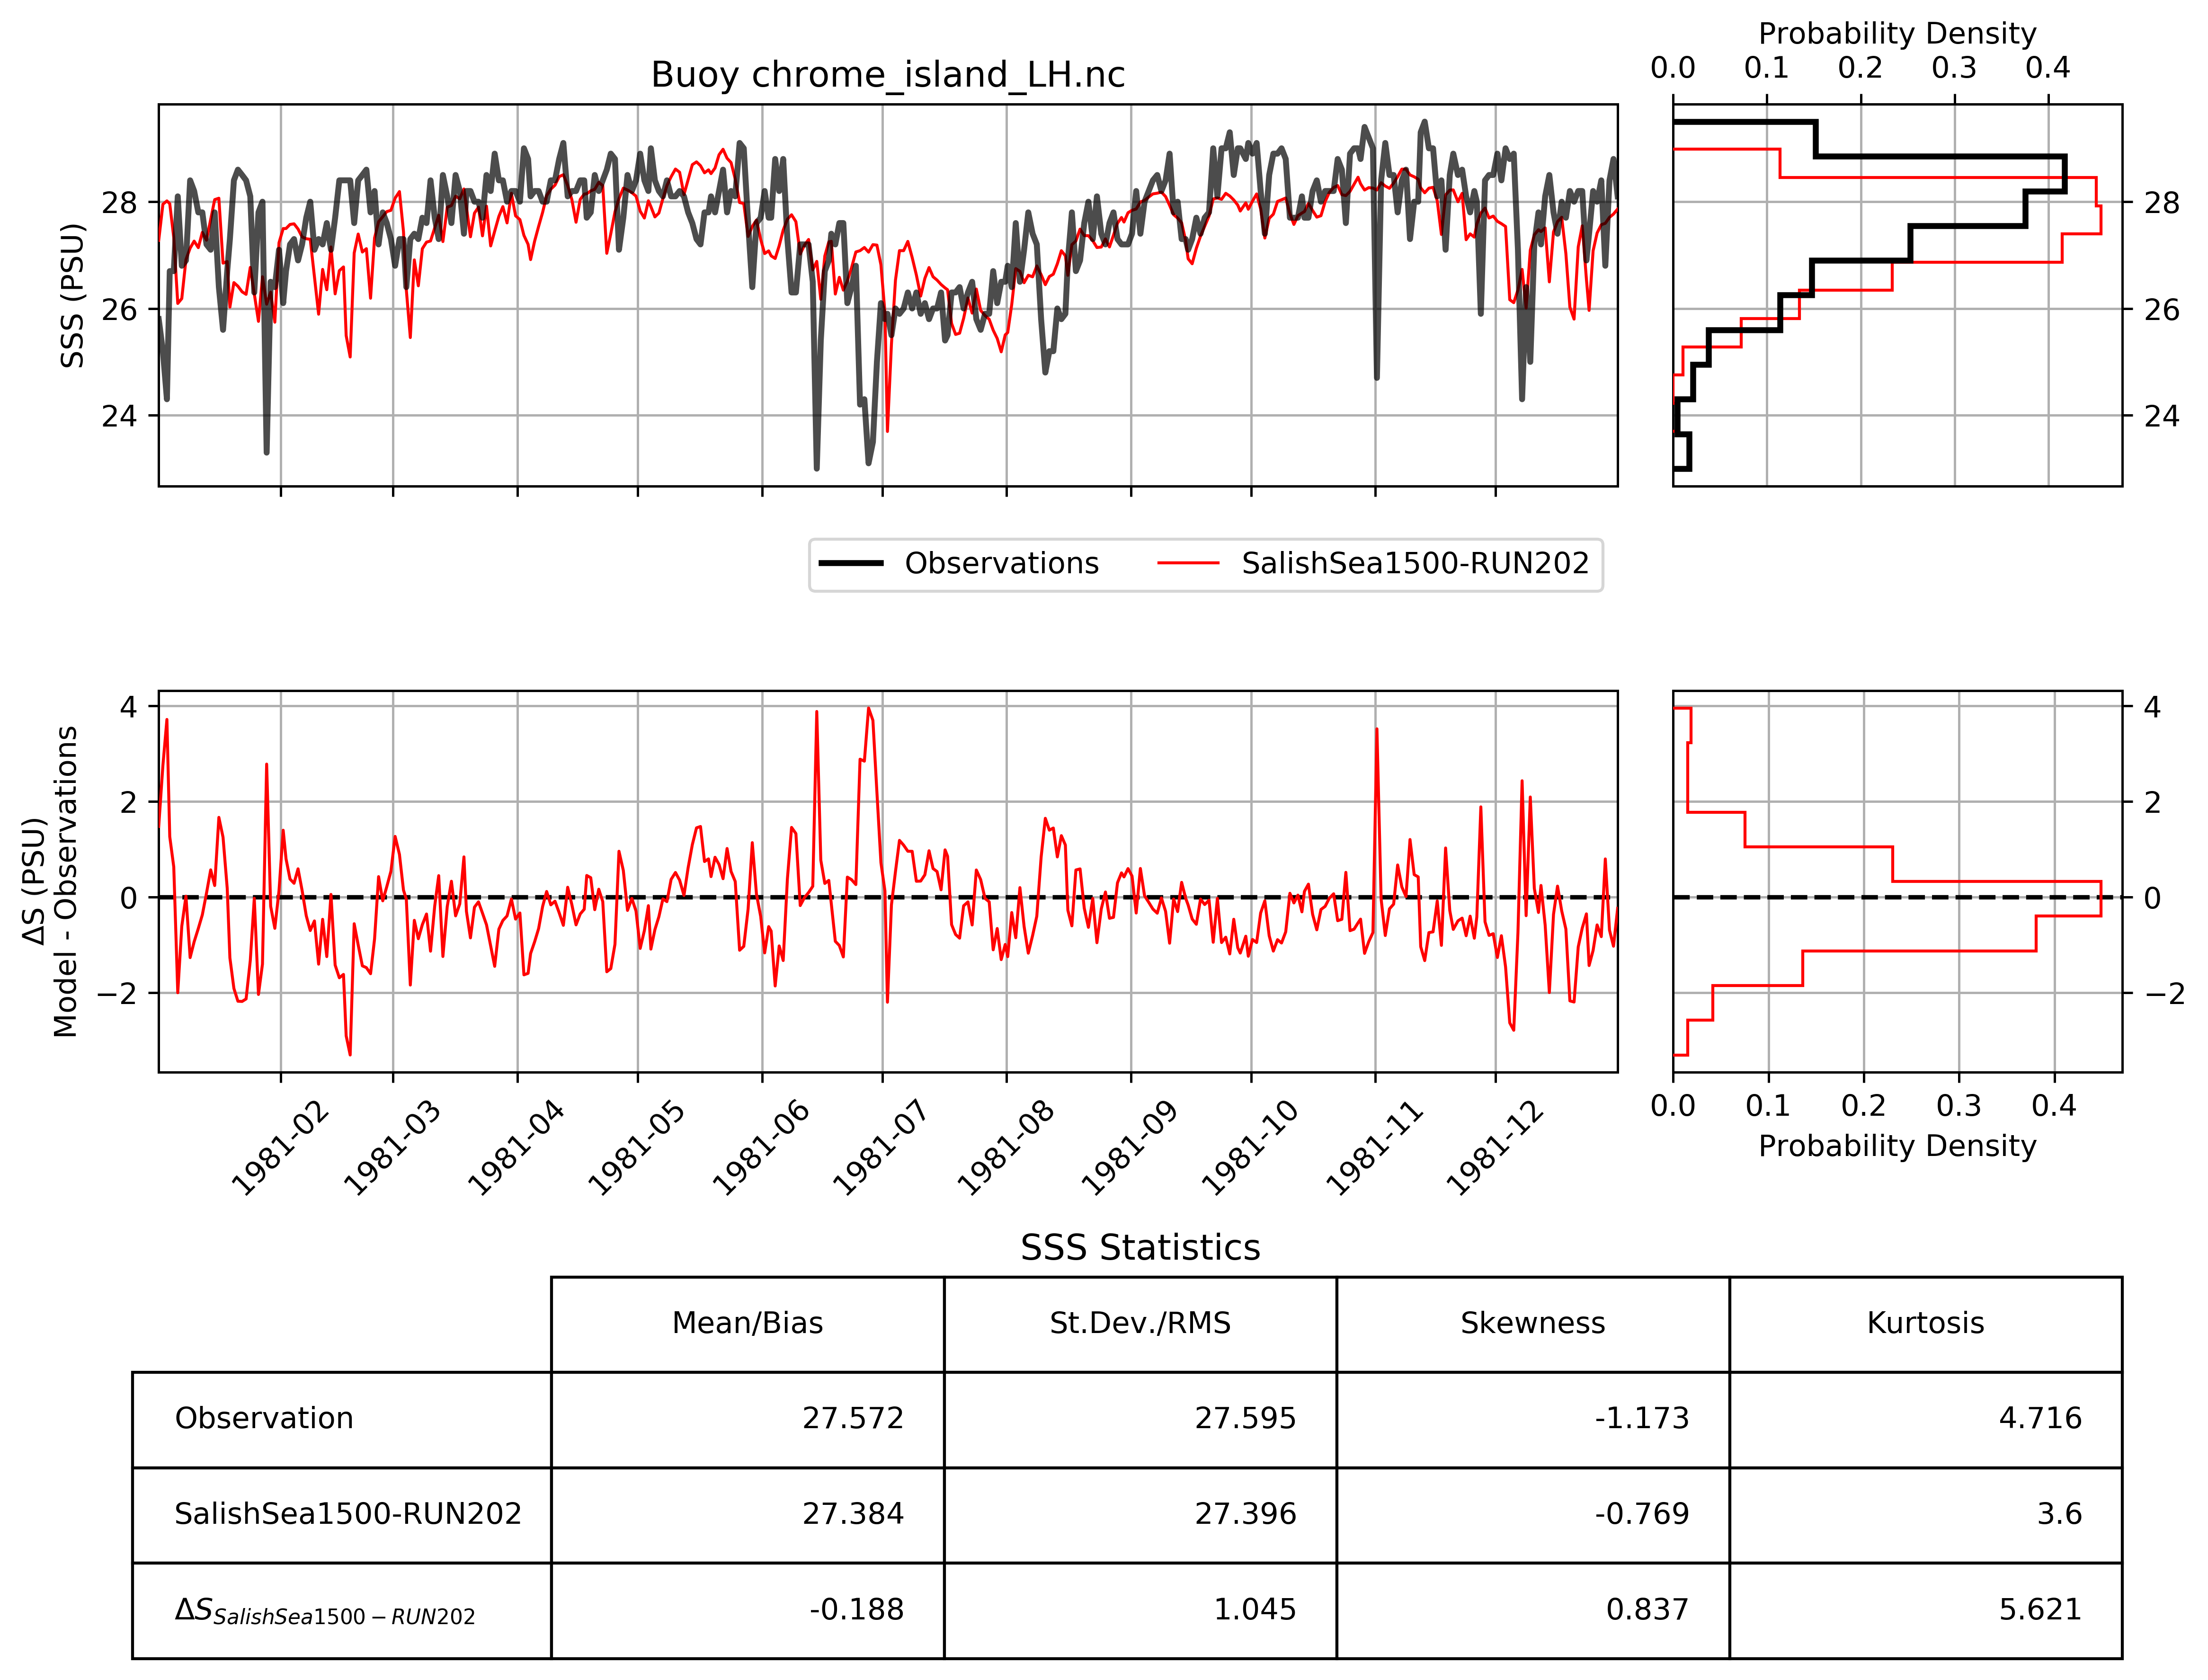 Probability Density
0.0 0.1 0.2 0.3 0.4
Buoy chrome_island_LH.nc
28
26
24
SSS (PSU)
28
26
24
Observations SalishSea1500-RUN202
4
2
0
−2
ΔS (PSU)
Model - Observations
4
2
0
−2
1981-02 1981-03 1981-04 1981-05 1981-06 1981-07 1981-08 1981-09 1981-10 1981-11 1981-12
0.0 0.1 0.2 0.3 0.4
Probability Density
SSS Statistics
Mean/Bias St.Dev./RMS Skewness Kurtosis
Observation 27.572 27.595 -1.173 4.716
SalishSea1500-RUN202 27.384 27.396 -0.769 3.6
ΔS SalishSea1500−RUN202 -0.188 1.045 0.837 5.621